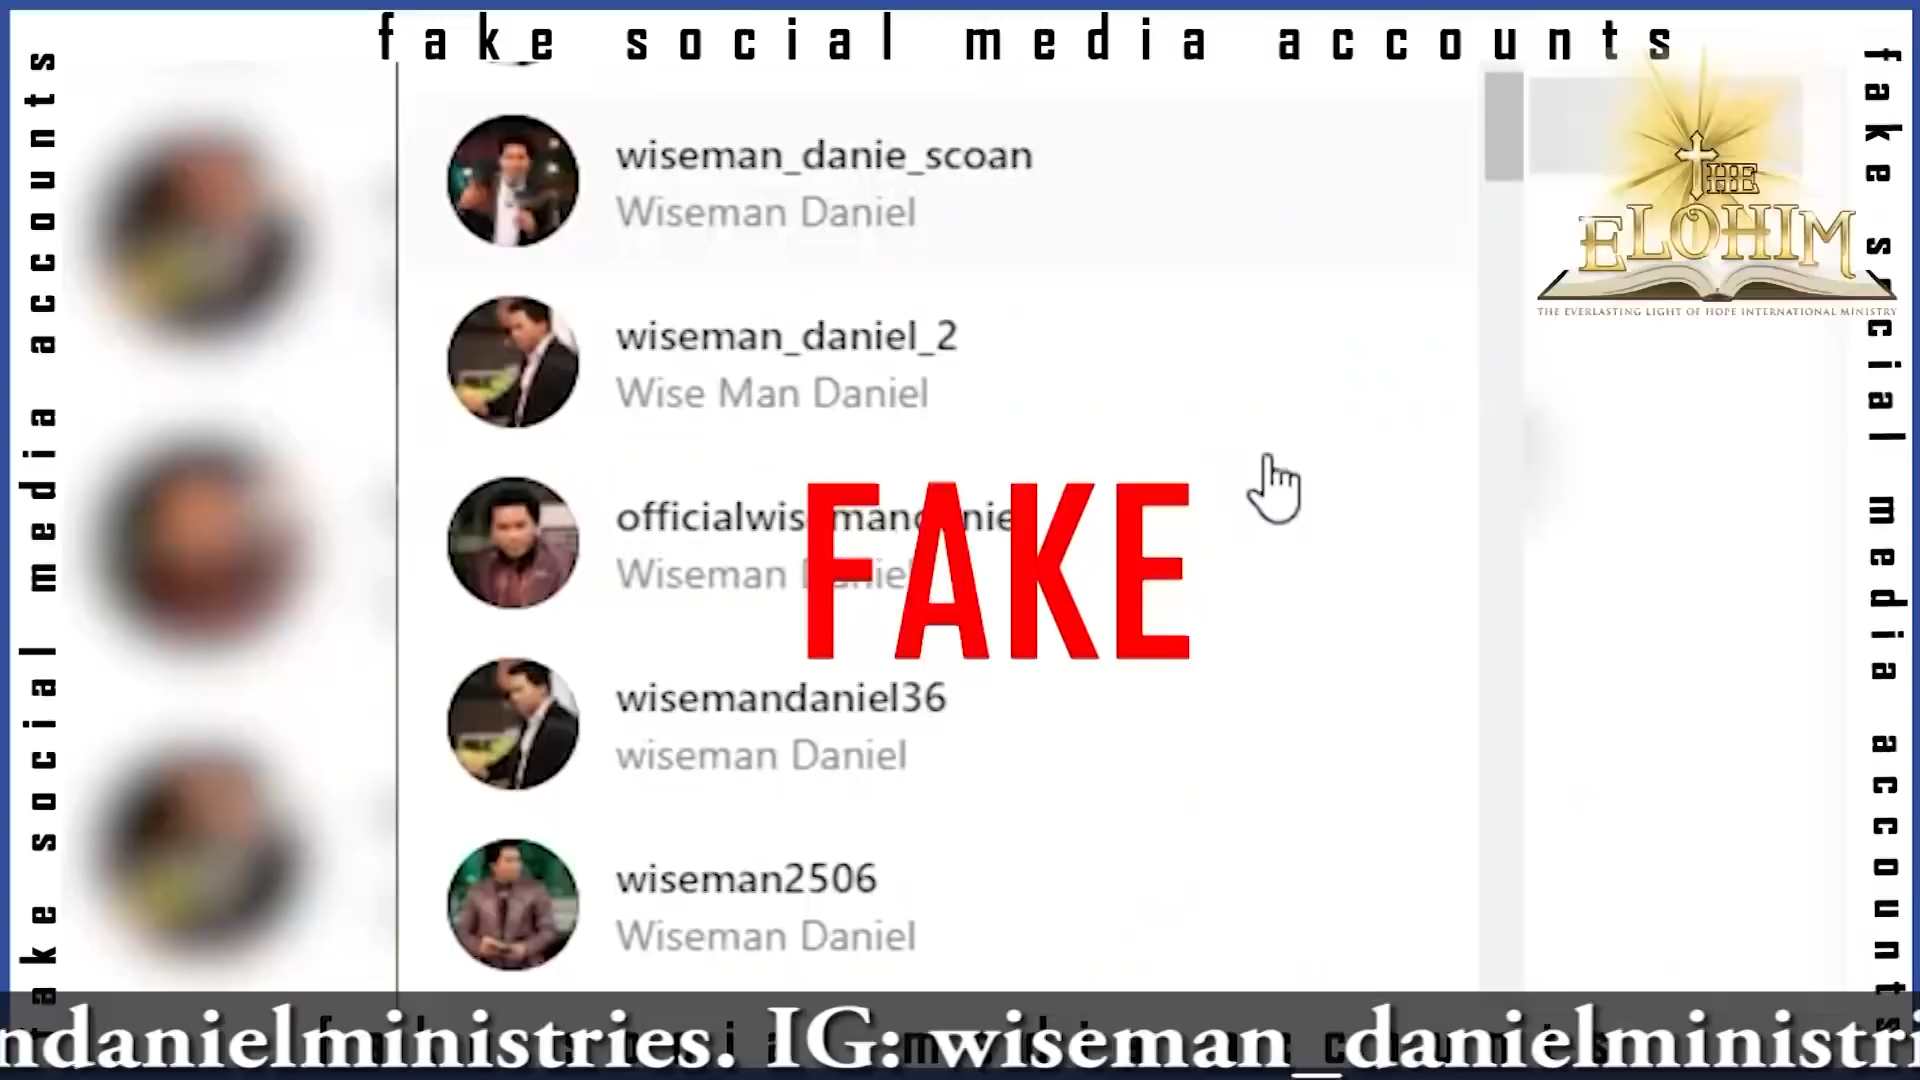 fake social media accounts
fake social media accounts
fake social media accounts
THE
ELOHIM
THE EVERLASTING LIGHT OF HOPE INTERNATIONAL MINISTRY
wiseman_danie_scoan
Wiseman Daniel
wiseman_daniel_2
Wise Man Daniel
FAKE
Wiseman Daniel
wisemandaniel36
wiseman Daniel
wiseman2506
Wiseman Daniel
ndanielministries. IG: wiseman_danielministri